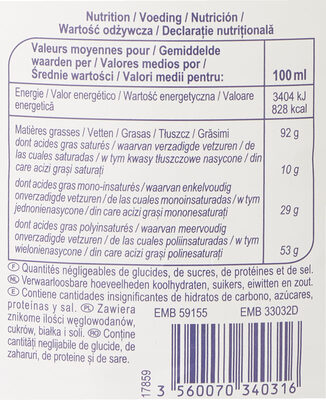 Nutrition / Voeding / Nutrición /
Wartość odżywcza / Declarație nutrițională
Valeurs moyennes pour / Gemiddelde
waarden per / Valores medios por /
Średnie wartości / Valori medii pentru:
100 ml
Energie / Valor energético / Wartość energetyczna / Valoare
energetică
3404 kJ
828 kcal
Matières grasses / Vetten / Grasas / Tłuszcz / Grăsimi
92 g
dont acides gras saturés / waarvan verzadigde vetzuren / de
las cuales saturadas / w tym kwasy tłuszczowe nasycone / din
care acizi grași saturați
10 g
dont acides gras mono-insaturés / waarvan enkelvoudig
onverzadigde vetzuren / de las cuales monoinsaturadas / w tym
jednonienasycone / din care acizi grași mononesaturați
29 g
dont acides gras polyinsaturés / waarvan meervoudig
onverzadigde vetzuren / de las cuales poliinsaturadas / w tym
wielonienasycone / din care acizi grași polinesaturați
53 g
F Quantités négligeables de glucides, de sucres, de protéines et de sel.
Verwaarloosbare hoeveelheden koolhydraten, suikers, eiwitten en zout.
E Contiene cantidades insignificantes de hidratos de carbono, azúcares,
proteínas y sal. PL Zawiera
znikome ilości węglowodanów,
cukrów, białka i soli. RO Conține
cantități neglijabile de glucide, de
zaharuri, de proteine și de sare.
EMB 59155 EMB 33032D
17859
3 560070 340316